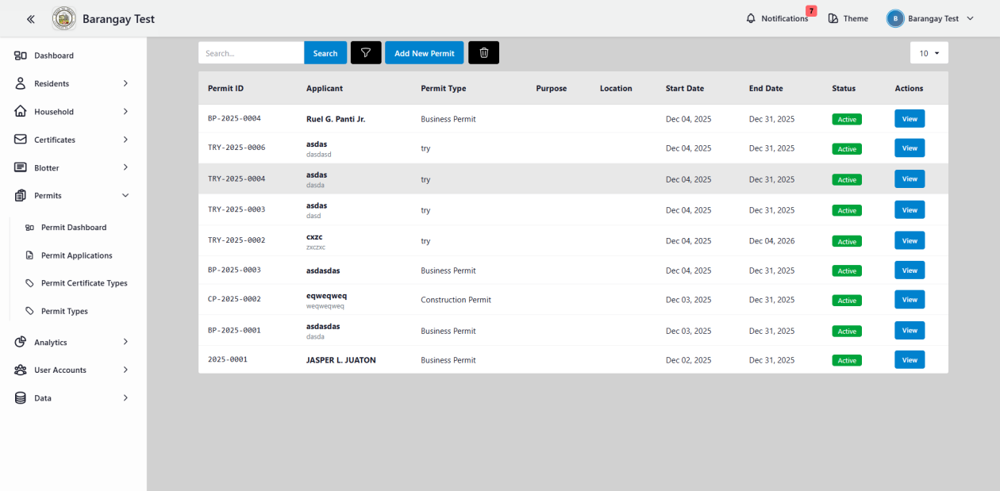 Barangay Test
Notifications 7
Theme
B Barangay Test
Dashboard
Residents
Household
Certificates
Blotter
Permits
Permit Dashboard
Permit Applications
Permit Certificate Types
Permit Types
Analytics
User Accounts
Data
Search... Search Add New Permit 10
Permit ID Applicant Permit Type Purpose Location Start Date End Date Status Actions
BP-2025-0004 Ruel G. Panti Jr. Business Permit Dec 04, 2025 Dec 31, 2025 Active View
TRY-2025-0006 asdas try Dec 04, 2025 Dec 31, 2025 Active View
dasdasd
TRY-2025-0004 asdas try Dec 04, 2025 Dec 31, 2025 Active View
dasda
TRY-2025-0003 asdas try Dec 04, 2025 Dec 31, 2025 Active View
dasd
TRY-2025-0002 cxzc try Dec 04, 2025 Dec 04, 2026 Active View
zxczxc
BP-2025-0003 asdasdas Business Permit Dec 04, 2025 Dec 31, 2025 Active View
CP-2025-0002 eqweqweq Construction Permit Dec 03, 2025 Dec 31, 2025 Active View
weqweqweq
BP-2025-0001 asdasdas Business Permit Dec 03, 2025 Dec 31, 2025 Active View
dasda
2025-0001 JASPER L. JUATON Business Permit Dec 02, 2025 Dec 31, 2025 Active View